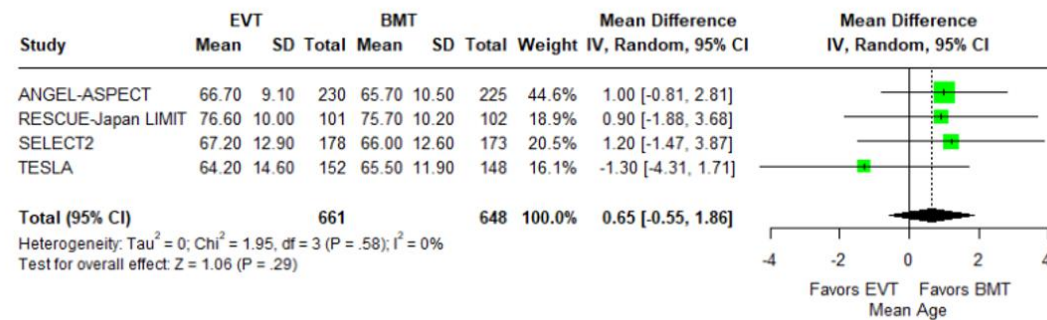 EVT BMT Mean Difference Mean Difference
Study Mean SD Total Mean SD Total Weight IV, Random, 95% CI IV, Random, 95% CI
ANGEL-ASPECT 66.70 9.10 230 65.70 10.50 225 44.6% 1.00 [-0.81, 2.81]
RESCUE-Japan LIMIT 76.60 10.00 101 75.70 10.20 102 18.9% 0.90 [-1.88, 3.68]
SELECT2 67.20 12.90 178 66.00 12.60 173 20.5% 1.20 [-1.47, 3.87]
TESLA 64.20 14.60 152 65.50 11.90 148 16.1% -1.30 [-4.31, 1.71]
Total (95% CI) 661 648 100.0% 0.65 [-0.55, 1.86]
Heterogeneity: Tau² = 0; Chi² = 1.95, df = 3 (P = .58); I² = 0%
Test for overall effect: Z = 1.06 (P = .29)
-4 -2 0 2 4
Favors EVT Favors BMT
Mean Age